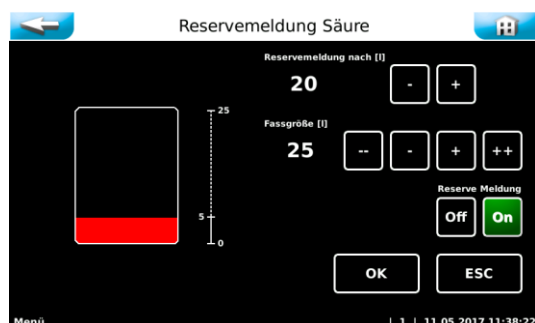 Reservemeldung Säure
Reservemeldung nach [l]
20 - +
25
Fassgröße [l]
25 -- - + ++
Reserve Meldung
5
Off On
0
OK ESC
Menü | 1 | 11.05.2017 11:38:22